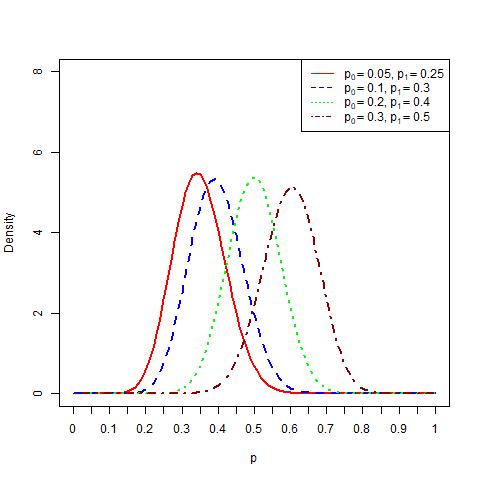 p₀ = 0.05, p₁ = 0.25
p₀ = 0.1, p₁ = 0.3
p₀ = 0.2, p₁ = 0.4
p₀ = 0.3, p₁ = 0.5
Density
8
6
4
2
0
0 0.1 0.2 0.3 0.4 0.5 0.6 0.7 0.8 0.9 1
p